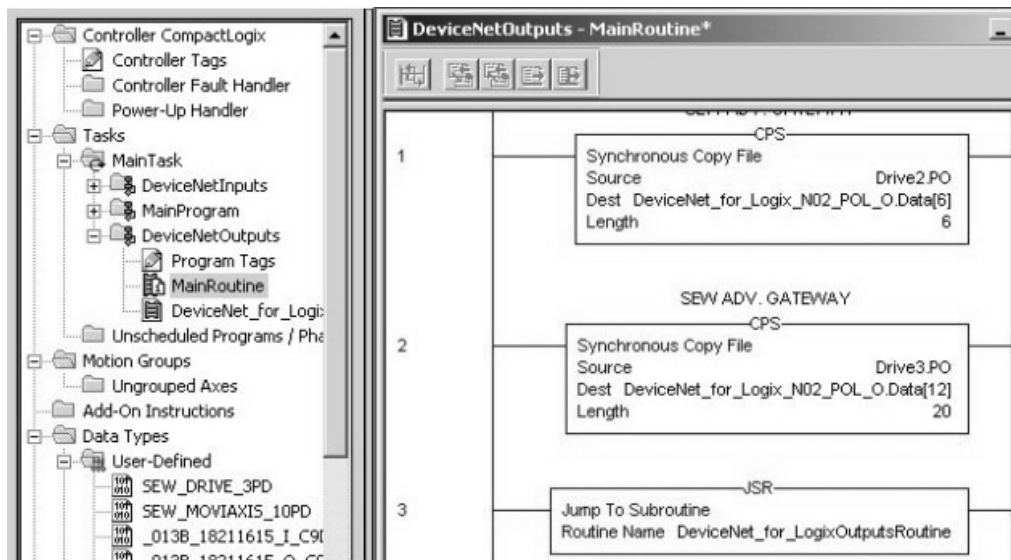 Controller CompactLogix
Controller Tags
Controller Fault Handler
Power-Up Handler
Tasks
MainTask
DeviceNetInputs
MainProgram
DeviceNetOutputs
Program Tags
MainRoutine
DeviceNet_for_Logi
Unscheduled Programs / Pha
Motion Groups
Ungrouped Axes
Add-On Instructions
Data Types
User-Defined
SEW_DRIVE_3PD
SEW_MOVIAXIS_10PD
_013B_18211615_I_C9
DeviceNetOutputs - MainRoutine*
1
CPS
Synchronous Copy File
Source Drive2.PO
Dest DeviceNet_for_Logix_N02_POL_O.Data[6]
Length 6
2
SEW ADV. GATEWAY
CPS
Synchronous Copy File
Source Drive3.PO
Dest DeviceNet_for_Logix_N02_POL_O.Data[12]
Length 20
3
JSR
Jump To Subroutine
Routine Name DeviceNet_for_LogixOutputsRoutine